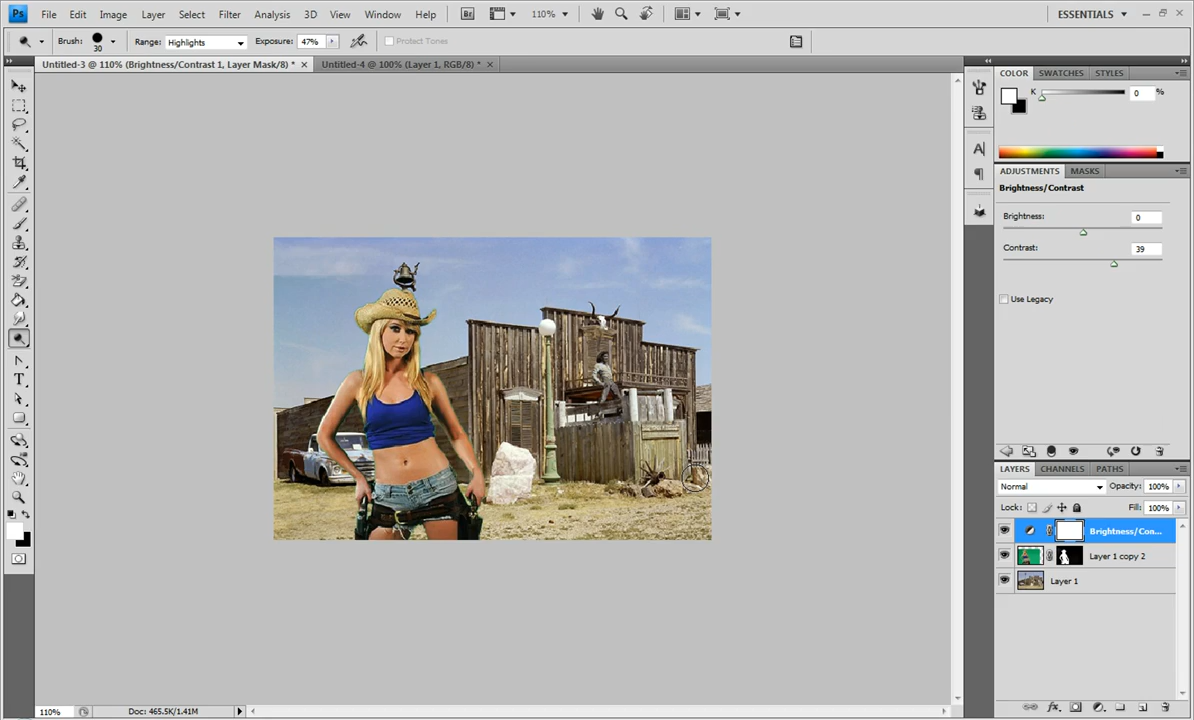 Ps File Edit Image Layer Select Filter Analysis 3D View Window Help Br 110% ESSENTIALS
Brush: 30 Range: Highlights Exposure: 47% Protect Tones
Untitled-3 @ 110% (Brightness/Contrast 1, Layer Mask/8) * Untitled-4 @ 100% (Layer 1, RGB/8) *
COLOR SWATCHES STYLES
K 0 %
ADJUSTMENTS MASKS
Brightness/Contrast
Brightness: 0
Contrast: 39
Use Legacy
LAYERS CHANNELS PATHS
Normal Opacity: 100%
Lock: Fill: 100%
Brightness/Con...
Layer 1 copy 2
Layer 1
110% Doc: 465.5K/1.41M